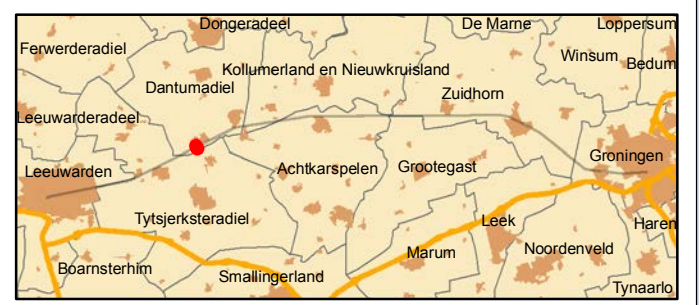 Dongeradeel
De Marne
Loppersum
Ferwerderadiel
Winsum
Bedum
Kollumerland en Nieuwkruisland
Dantumadiel
Zuidhorn
Leeuwarderadeel
Groningen
Leeuwarden
Achtkarspelen
Grootegast
Tytsjerksteradiel
Leek
Haren
Marum
Noordenveld
Boarnsterhim
Smallingerland
Tynaarlo